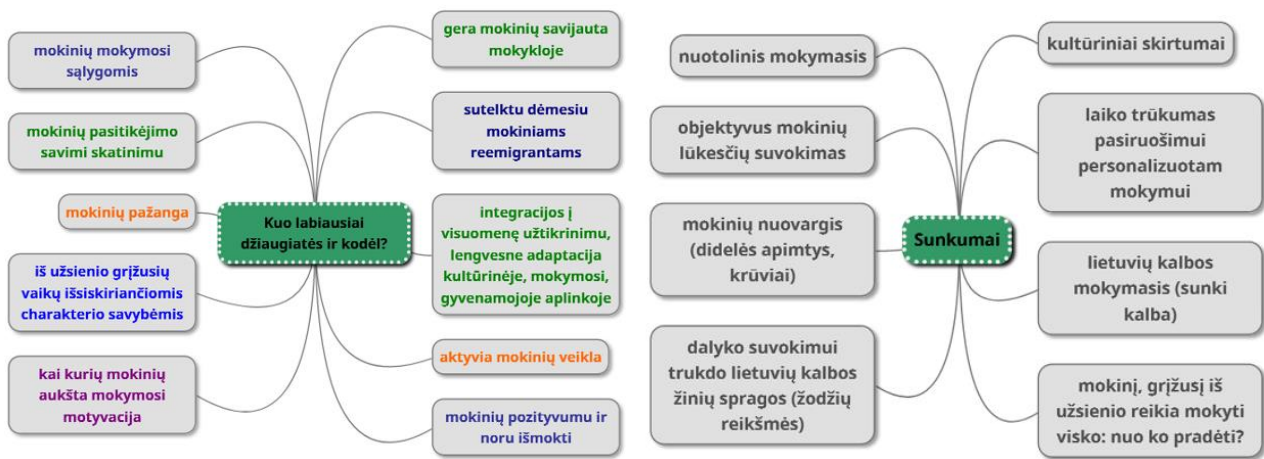 mokinių mokymosi
sąlygomis
mokinių pasitikėjimo
savimi skatinimu
mokinių pažanga
iš užsienio grįžusių
vaikų išsiskiriančiomis
charakterio savybėmis
kai kurių mokinių
aukšta mokymosi
motyvacija
Kuo labiausiai
džiaugiatės ir kodėl?
gera mokinių savijauta
mokykloje
sutelktu dėmesiu
mokiniams
reemigrantams
integracijos į
visuomenę užtikrinimu,
lengvesne adaptacija
kultūrinėje, mokymosi,
gyvenamojoje aplinkoje
aktyvia mokinių veikla
mokinių pozityvumu ir
noru išmokti
nuotolinis mokymasis
objektyvus mokinių
lūkesčių suvokimas
mokinių nuovargis
(didelės apimtys,
krūviai)
dalyko suvokimui
trukdo lietuvių kalbos
žinių spragos (žodžių
reikšmės)
Sunkumai
kultūriniai skirtumai
laiko trūkumas
pasiruošimui
personalizuotam
mokymui
lietuvių kalbos
mokymasis (sunki
kalba)
mokinį, grįžusį iš
užsienio reikia mokyti
visko: nuo ko pradėti?